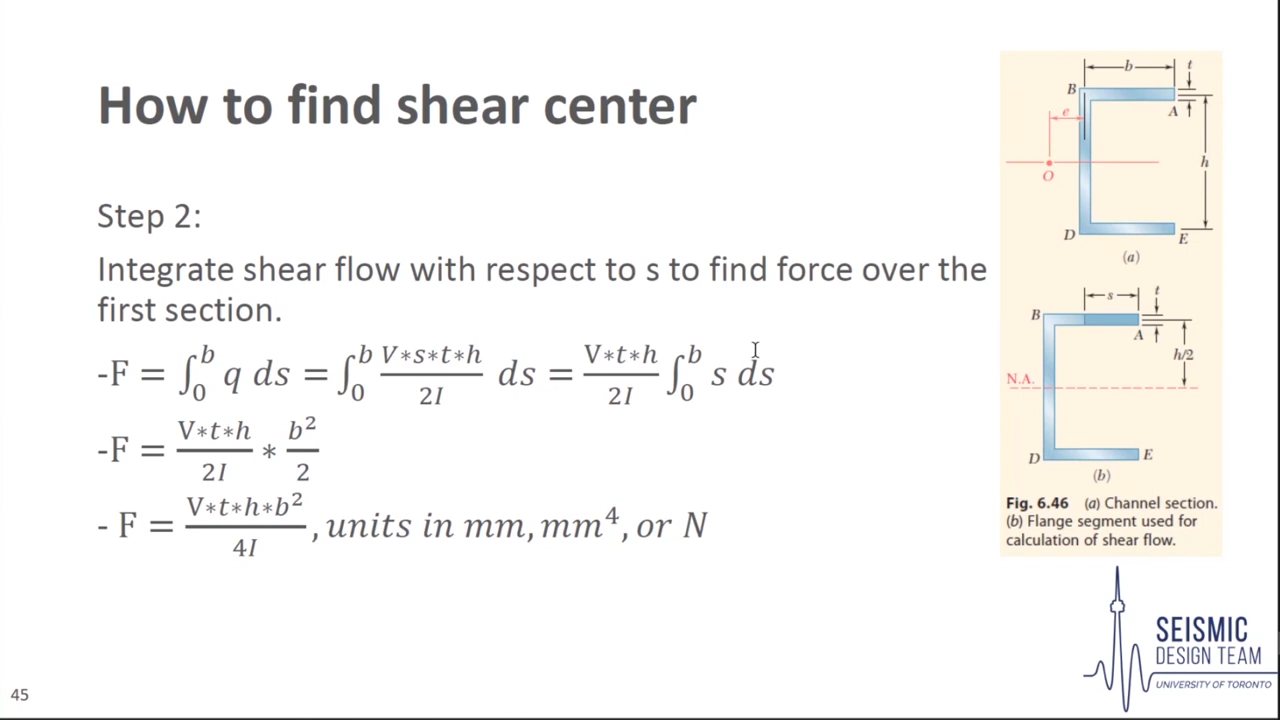 How to find shear center
Step 2:
Integrate shear flow with respect to s to find force over the
first section.
-F = ∫₀ᵇ q ds = ∫₀ᵇ V∗s∗t∗h/2I ds = V∗t∗h/2I ∫₀ᵇ s ds
-F = V∗t∗h/2I ∗ b²/2
- F = V∗t∗h∗b²/4I , units in mm, mm⁴, or N
b
t
B
A
e
h
O
D
E
(a)
s
t
B
A
h/2
N.A.
D
E
(b)
Fig. 6.46 (a) Channel section.
(b) Flange segment used for
calculation of shear flow.
SEISMIC
DESIGN TEAM
UNIVERSITY OF TORONTO
45